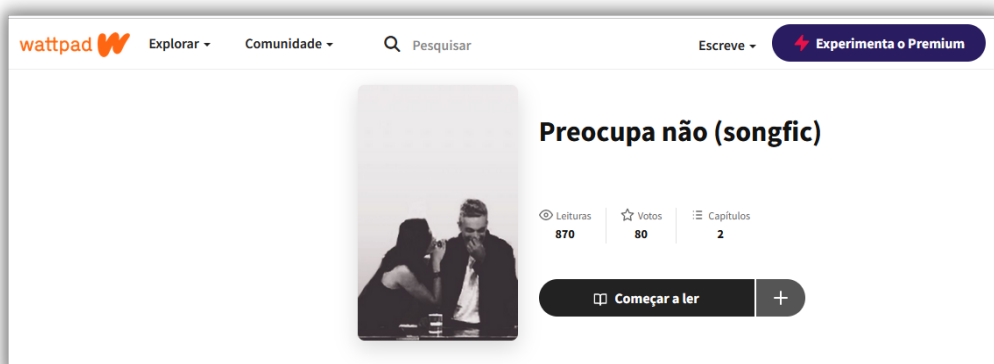 wattpad Explorar Comunidade Pesquisar Escreve Experimenta o Premium
Preocupa não (songfic)
Leituras Votos Capítulos
870 80 2
Começar a ler +